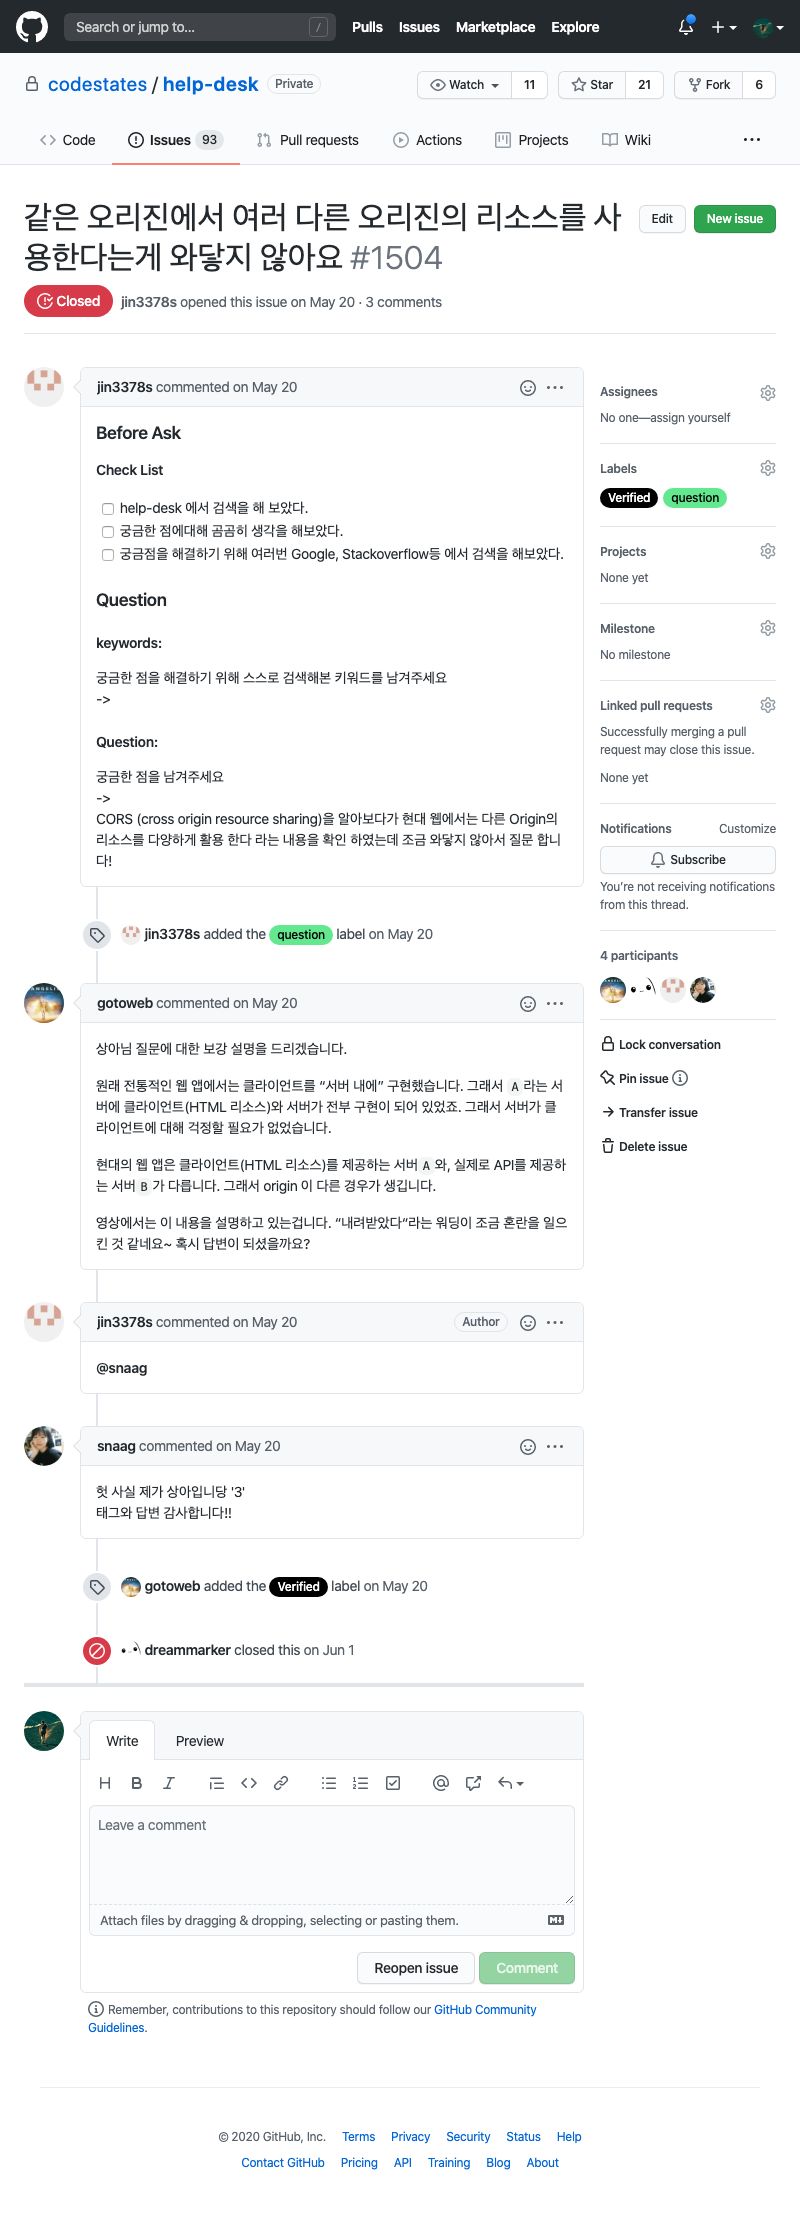 Search or jump to... /
Pulls Issues Marketplace Explore
codestates / help-desk Private
Watch 11 Star 21 Fork 6
Code Issues 93 Pull requests Actions Projects Wiki ...
같은 오리진에서 여러 다른 오리진의 리소스를 사
용한다는게 와닿지 않아요 #1504
Edit New issue
Closed jin3378s opened this issue on May 20 · 3 comments
jin3378s commented on May 20
Before Ask
Check List
help-desk 에서 검색을 해 보았다.
궁금한 점에대해 곰곰히 생각을 해보았다.
궁금점을 해결하기 위해 여러번 Google, Stackoverflow등 에서 검색을 해보았다.
Question
keywords:
궁금한 점을 해결하기 위해 스스로 검색해본 키워드를 남겨주세요
->
Question:
궁금한 점을 남겨주세요
->
CORS (cross origin resource sharing)을 알아보다가 현대 웹에서는 다른 Origin의
리소스를 다양하게 활용 한다 라는 내용을 확인 하였는데 조금 와닿지 않아서 질문 합니
다!
jin3378s added the question label on May 20
gotoweb commented on May 20
상아님 질문에 대한 보강 설명을 드리겠습니다.
원래 전통적인 웹 앱에서는 클라이언트를 “서버 내에” 구현했습니다. 그래서 A 라는 서
버에 클라이언트(HTML 리소스)와 서버가 전부 구현이 되어 있었죠. 그래서 서버가 클
라이언트에 대해 걱정할 필요가 없었습니다.
현대의 웹 앱은 클라이언트(HTML 리소스)를 제공하는 서버 A 와, 실제로 API를 제공하
는 서버 B 가 다릅니다. 그래서 origin 이 다른 경우가 생깁니다.
영상에서는 이 내용을 설명하고 있는겁니다. “내려받았다”라는 워딩이 조금 혼란을 일으
킨 것 같네요~ 혹시 답변이 되셨을까요?
jin3378s commented on May 20 Author
@snaag
snaag commented on May 20
헛 사실 제가 상아입니당 '3'
태그와 답변 감사합니다!!
gotoweb added the Verified label on May 20
dreammarker closed this on Jun 1
Assignees
No one—assign yourself
Labels
Verified question
Projects
None yet
Milestone
No milestone
Linked pull requests
Successfully merging a pull
request may close this issue.
None yet
Notifications Customize
Subscribe
You’re not receiving notifications
from this thread.
4 participants
Lock conversation
Pin issue
Transfer issue
Delete issue
Write Preview
Leave a comment
Attach files by dragging & dropping, selecting or pasting them.
Reopen issue Comment
Remember, contributions to this repository should follow our GitHub Community
Guidelines.
© 2020 GitHub, Inc. Terms Privacy Security Status Help
Contact GitHub Pricing API Training Blog About